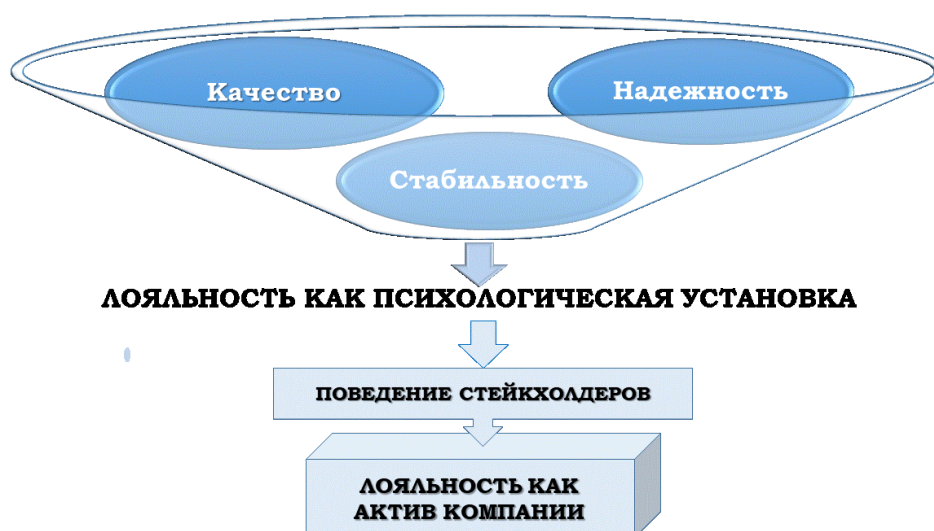 Качество
Надежность
Стабильность
ЛОЯЛЬНОСТЬ КАК ПСИХОЛОГИЧЕСКАЯ УСТАНОВКА
ПОВЕДЕНИЕ СТЕЙКХОЛДЕРОВ
ЛОЯЛЬНОСТЬ КАК
АКТИВ КОМПАНИИ